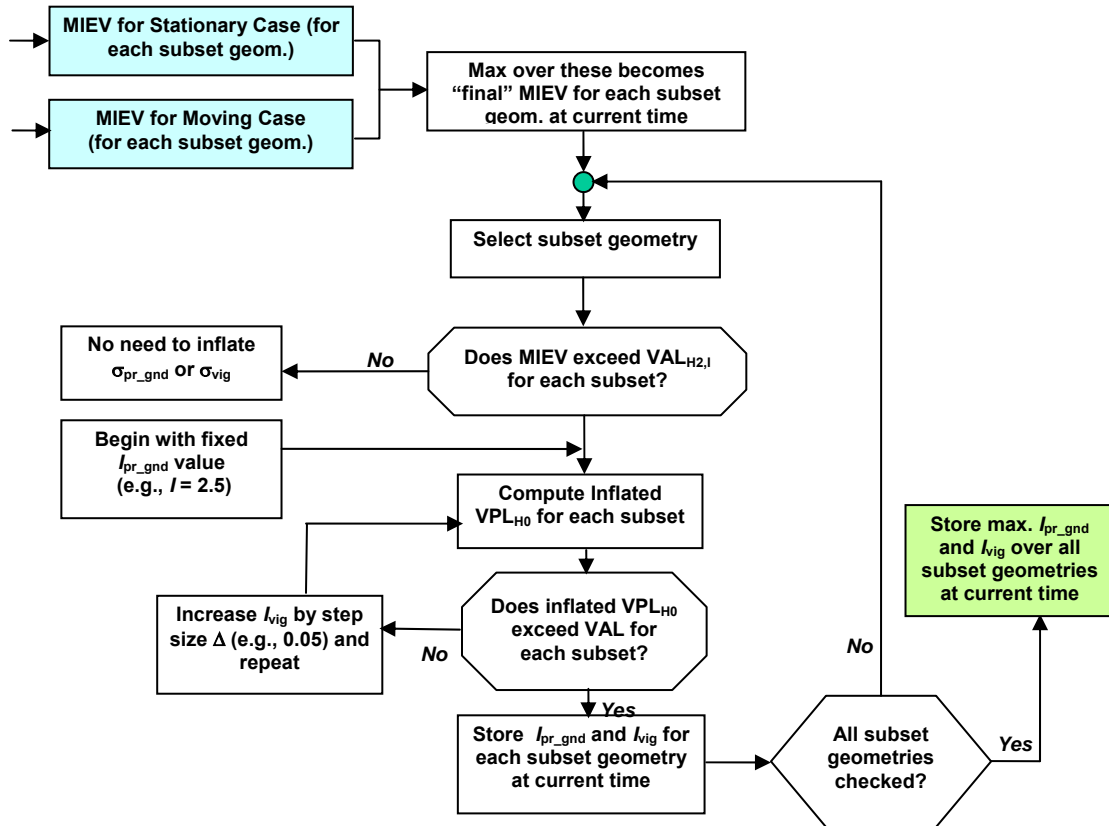 MIEV for Stationary Case (for
each subset geom.)
MIEV for Moving Case
(for each subset geom.)
Max over these becomes
“final” MIEV for each subset
geom. at current time
Select subset geometry
Does MIEV exceed VALH2,I
for each subset?
No
No need to inflate
σpr_gnd or σvig
Begin with fixed
Ipr_gnd value
(e.g., I = 2.5)
Compute Inflated
VPLH0 for each subset
Does inflated VPLH0
exceed VAL for
each subset?
No
Increase Ivig by step
size Δ (e.g., 0.05) and
repeat
Yes
Store Ipr_gnd and Ivig for
each subset geometry
at current time
All subset
geometries
checked?
No
Yes
Store max. Ipr_gnd
and Ivig over all
subset geometries
at current time